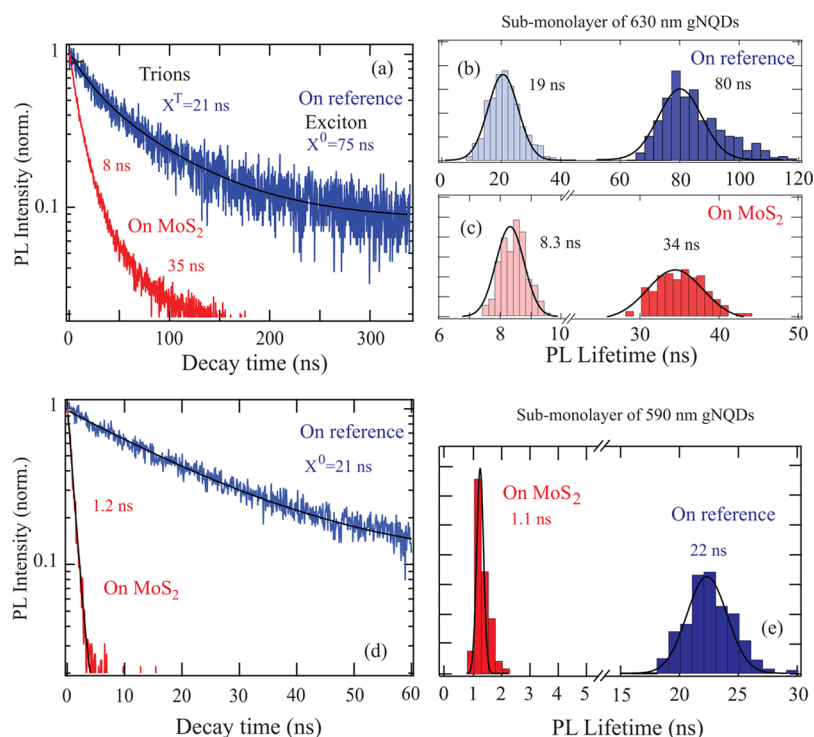 PL Intensity (norm.)
1
0.1
(a)
Trions
X^T=21 ns
On reference
Exciton
X^0=75 ns
8 ns
On MoS₂
35 ns
0
100
200
300
Decay time (ns)
Sub-monolayer of 630 nm gNQDs
(b)
On reference
19 ns
80 ns
0
20
40
60
80
100
120
(c)
On MoS₂
8.3 ns
34 ns
6
8
10
30
40
50
PL Lifetime (ns)
PL Intensity (norm.)
1
0.1
On reference
X^0=21 ns
1.2 ns
On MoS₂
(d)
0
10
20
30
40
50
60
Decay time (ns)
Sub-monolayer of 590 nm gNQDs
On MoS₂
1.1 ns
On reference
22 ns
(e)
0
1
2
3
4
5
15
20
25
30
PL Lifetime (ns)